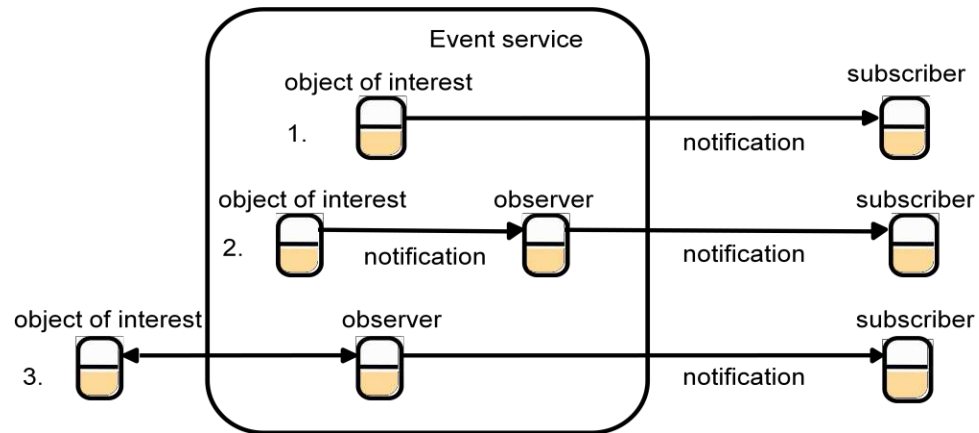 Event service
object of interest
subscriber
1.
notification
object of interest
observer
subscriber
2.
notification
notification
object of interest
observer
subscriber
3.
notification